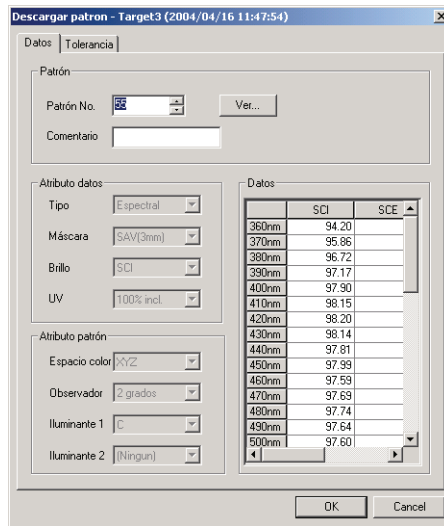 Descargar patron - Target3 (2004/04/16 11:47:54)
Datos
Tolerancia
Patrón
Patrón No.
55
Ver...
Comentario
Atributo datos
Tipo
Espectral
Máscara
SAV(3mm)
Brillo
SCI
UV
100% incl.
Atributo patrón
Espacio color
XYZ
Observador
2 grados
Iluminante 1
C
Iluminante 2
(Ningun)
Datos
SCI SCE
360nm 94.20
370nm 95.86
380nm 96.72
390nm 97.17
400nm 97.90
410nm 98.15
420nm 98.20
430nm 98.14
440nm 97.81
450nm 97.99
460nm 97.59
470nm 97.69
480nm 97.74
490nm 97.64
500nm 97.60
OK
Cancel